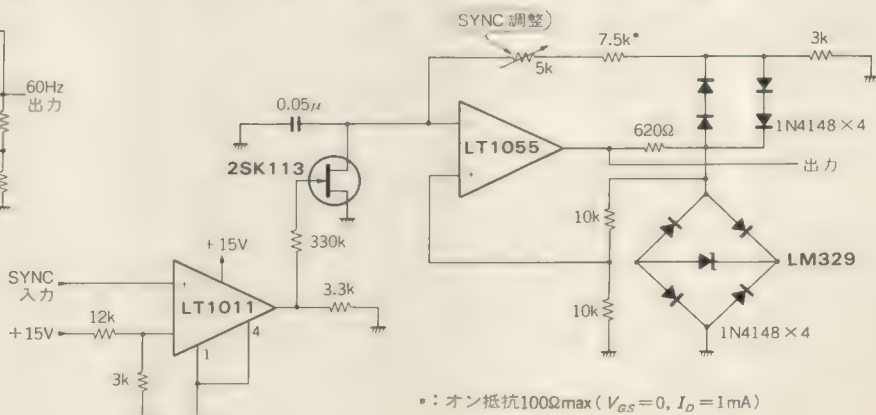 SYNC 調整)
5k
7.5k*
3k
60Hz
出力
0.05μ
LT1055
620Ω
1N4148×4
出力
2SK113
10k
LM329
+15V
330k
SYNC
入力
LT1011
3.3k
10k
+15V
12k
4
1
1N4148×4
3k
*：オン抵抗100Ωmax (VGS=0, ID=1mA)
+
-
-
+